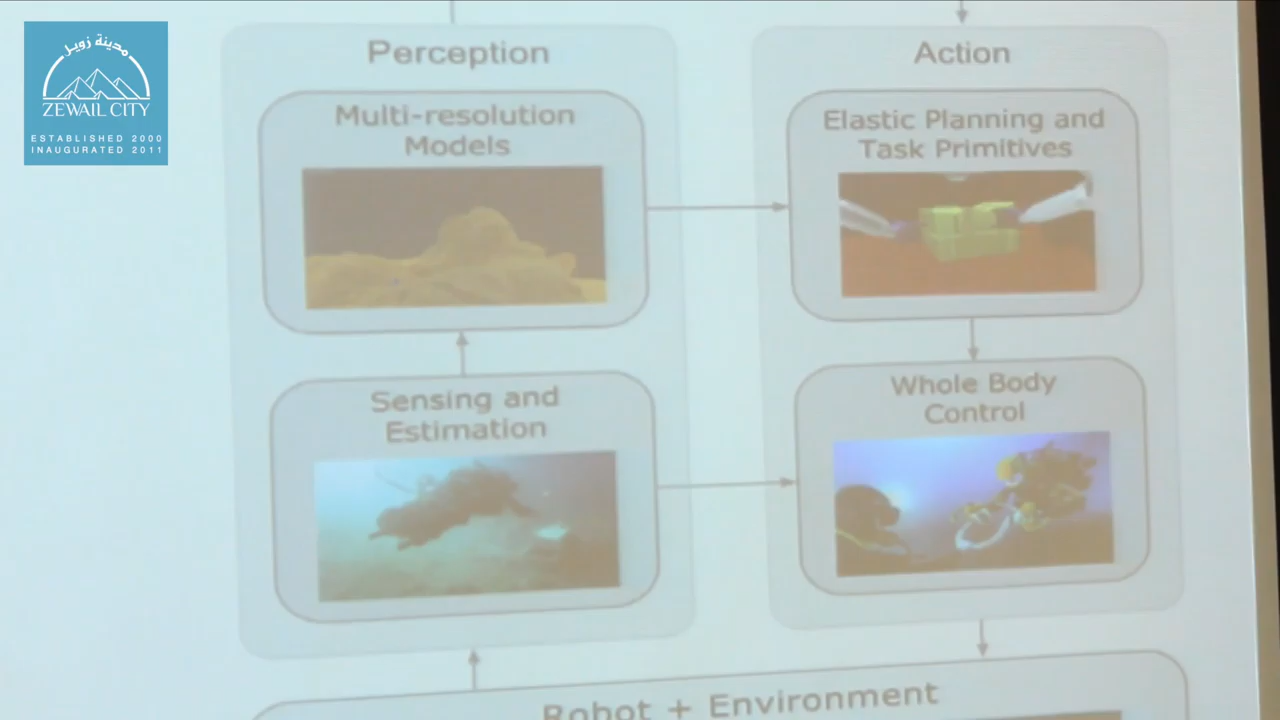 مدينة زويل
ZEWAIL CITY
ESTABLISHED 2000
INAUGURATED 2011
Perception
Multi-resolution
Models
Sensing and
Estimation
Action
Elastic Planning and
Task Primitives
Whole Body
Control
Robot + Environment